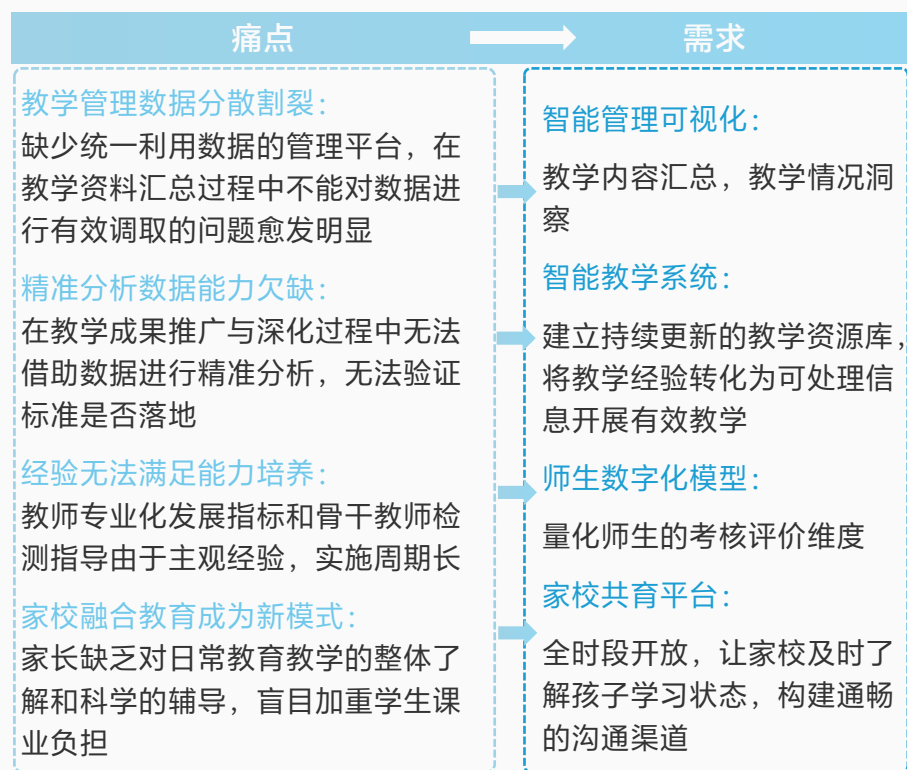 痛点
需求
教学管理数据分散割裂：
缺少统一利用数据的管理平台，在
教学资料汇总过程中不能对数据进
行有效调取的问题愈发明显
精准分析数据能力欠缺：
在教学成果推广与深化过程中无法
借助数据进行精准分析，无法验证
标准是否落地
经验无法满足能力培养：
教师专业化发展指标和骨干教师检
测指导由于主观经验，实施周期长
家校融合教育成为新模式：
家长缺乏对日常教育教学的整体了
解和科学的辅导，盲目加重学生课
业负担
智能管理可视化：
教学内容汇总，教学情况洞
察
智能教学系统：
建立持续更新的教学资源库，
将教学经验转化为可处理信
息开展有效教学
师生数字化模型：
量化师生的考核评价维度
家校共育平台：
全时段开放，让家校及时了
解孩子学习状态，构建通畅
的沟通渠道